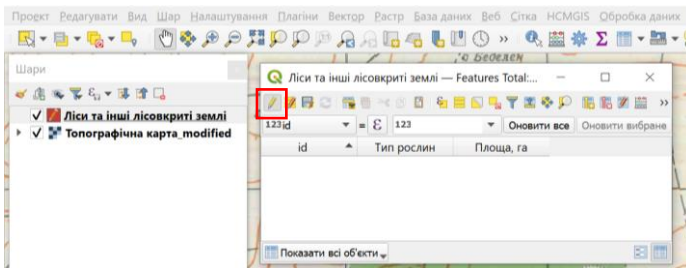 Проект Редагувати Вид Шар Налаштування Плагіни Вектор Растр База даних Веб Сітка HCMGIS Обробка даних
Шари
Ліси та інші лісовкриті землі
Топографічна карта_modified
Ліси та інші лісовкриті землі — Features Total:...
123 id = ε 123 Оновити все Оновити вибране
id Тип рослин Площа, га
Показати всі об'єкти